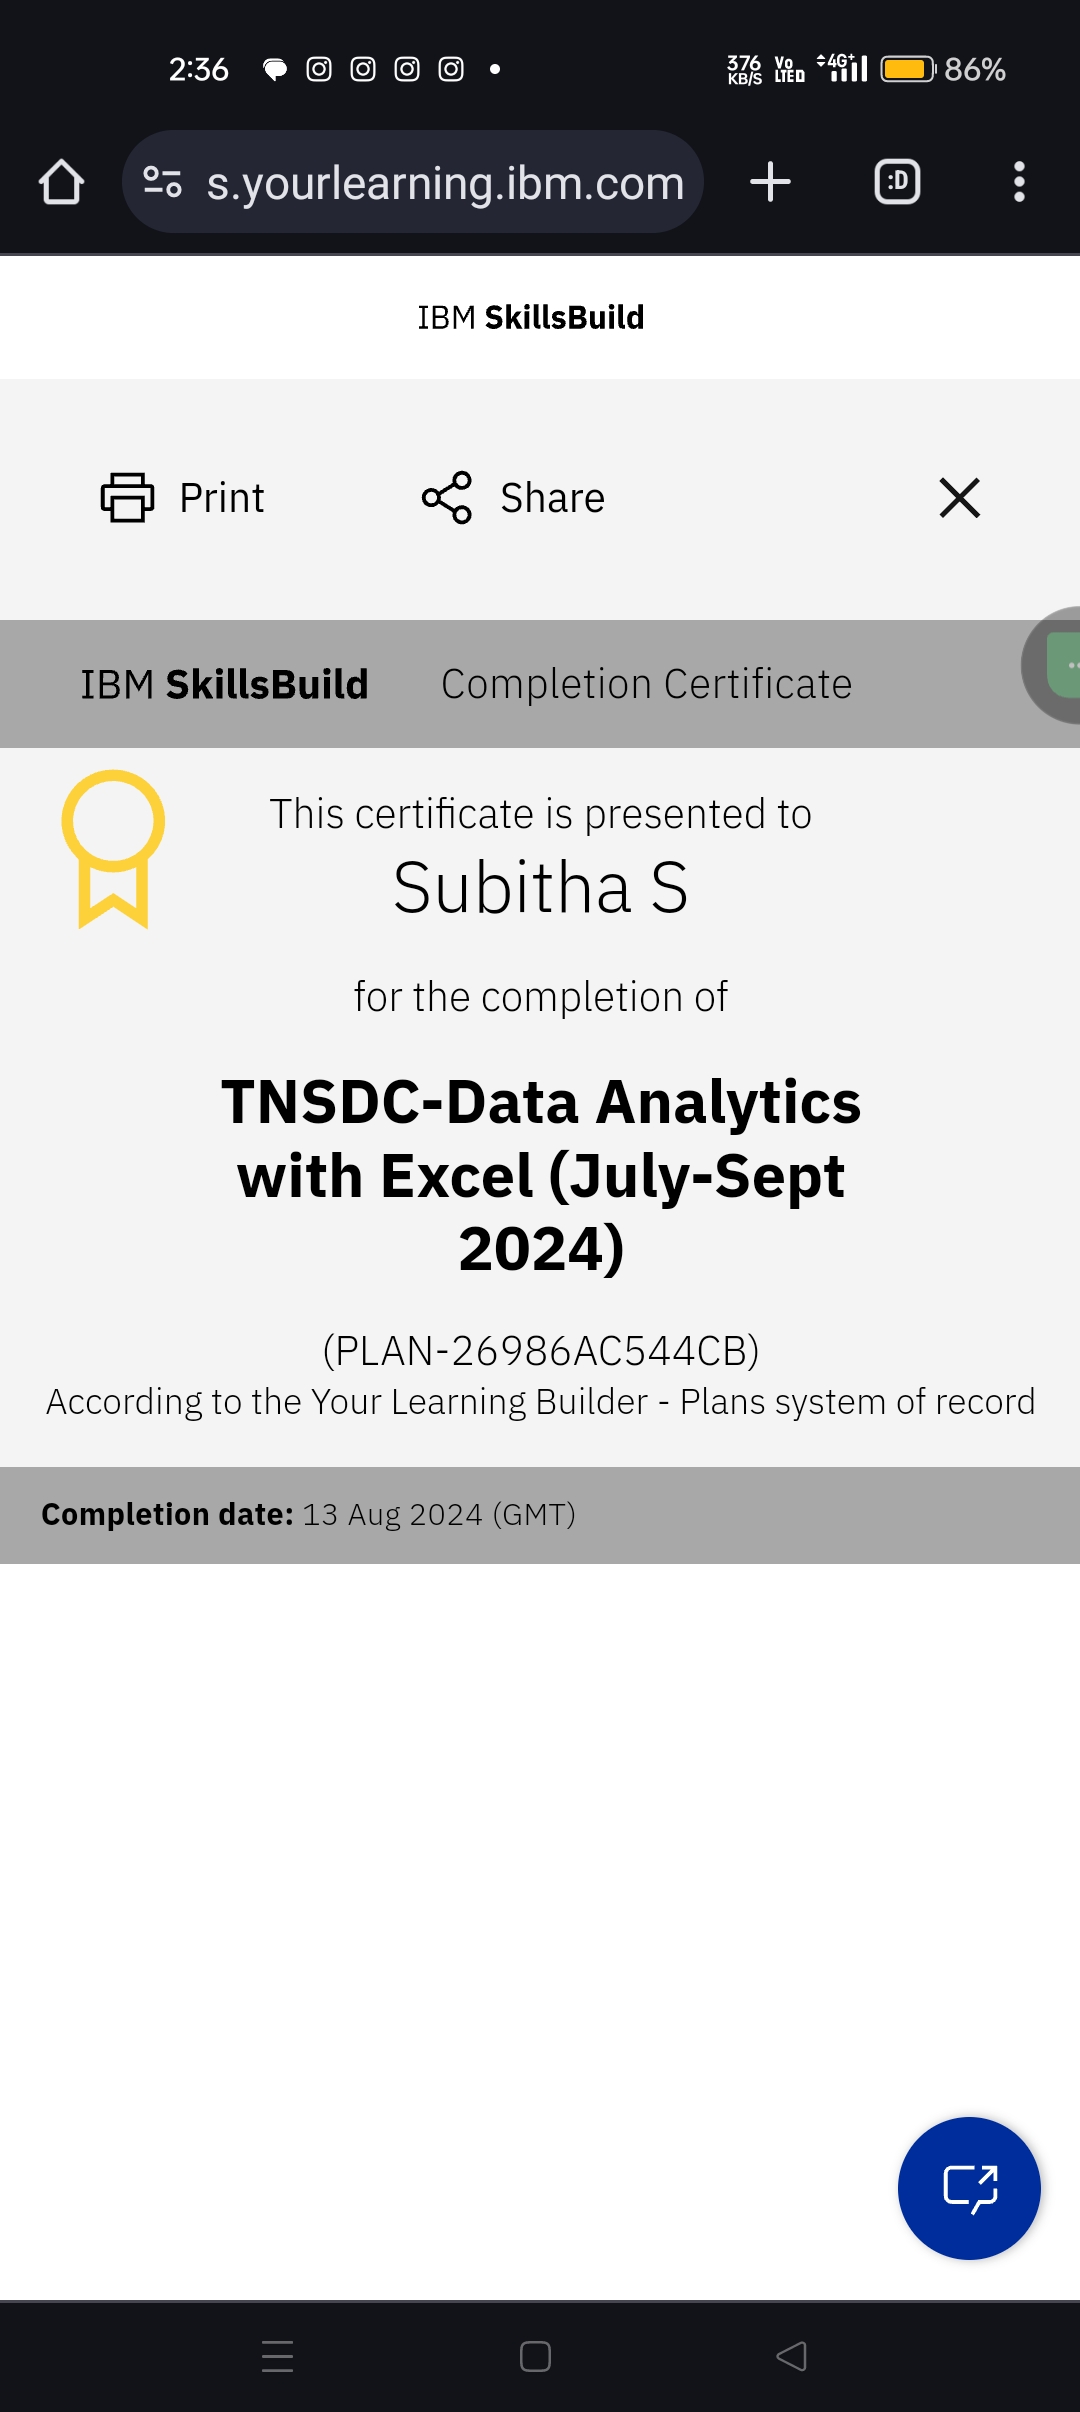 2:36
376 KB/S Vo LTED 4G+ 86%
s.yourlearning.ibm.com
:D
IBM SkillsBuild
Print
Share
IBM SkillsBuild Completion Certificate
This certificate is presented to
Subitha S
for the completion of
TNSDC-Data Analytics
with Excel (July-Sept
2024)
(PLAN-26986AC544CB)
According to the Your Learning Builder - Plans system of record
Completion date: 13 Aug 2024 (GMT)